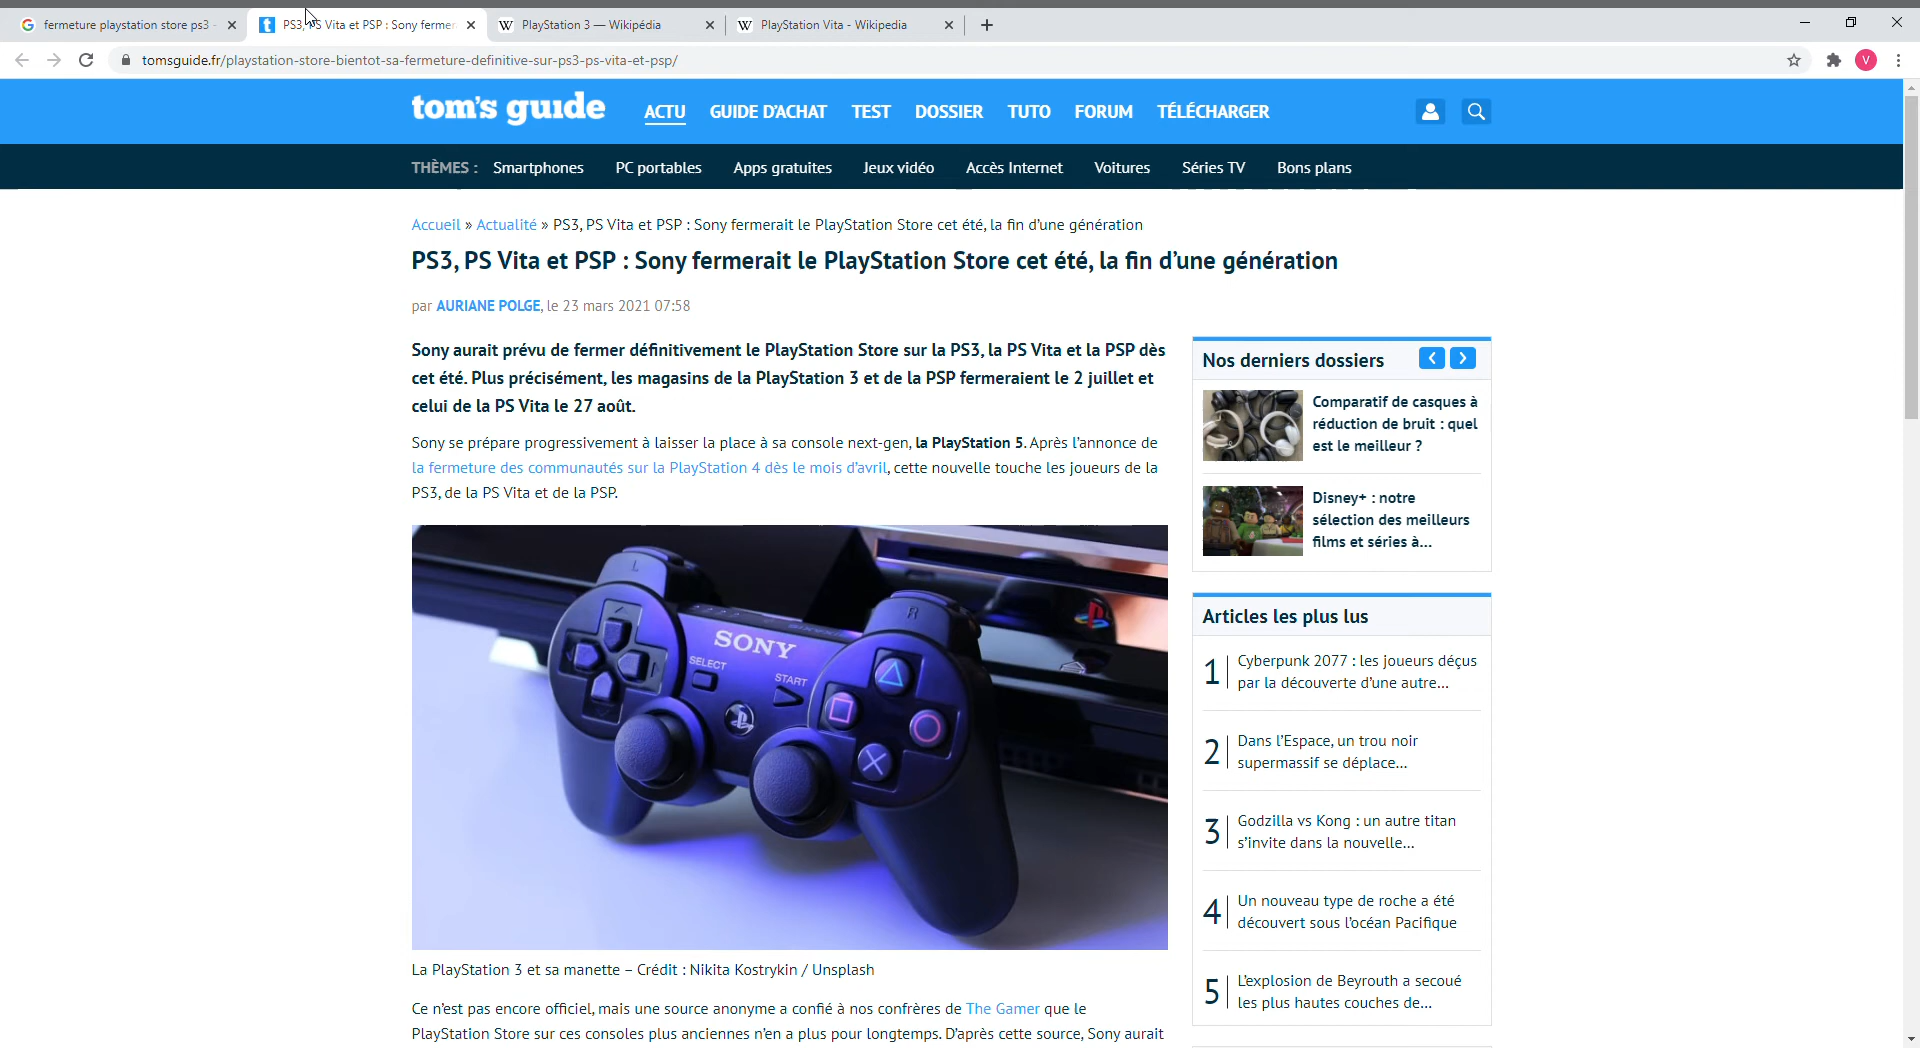 fermeture playstation store ps3 -
PS3, PS Vita et PSP : Sony fermer
PlayStation 3 — Wikipédia
PlayStation Vita - Wikipedia
tomsguide.fr/playstation-store-bientot-sa-fermeture-definitive-sur-ps3-ps-vita-et-psp/
V
tom's guide
ACTU GUIDE D'ACHAT TEST DOSSIER TUTO FORUM TÉLÉCHARGER
THÈMES : Smartphones PC portables Apps gratuites Jeux vidéo Accès Internet Voitures Séries TV Bons plans
Accueil » Actualité » PS3, PS Vita et PSP : Sony fermerait le PlayStation Store cet été, la fin d'une génération
PS3, PS Vita et PSP : Sony fermerait le PlayStation Store cet été, la fin d'une génération
par AURIANE POLGE, le 23 mars 2021 07:58
Sony aurait prévu de fermer définitivement le PlayStation Store sur la PS3, la PS Vita et la PSP dès
cet été. Plus précisément, les magasins de la PlayStation 3 et de la PSP fermeraient le 2 juillet et
celui de la PS Vita le 27 août.
Sony se prépare progressivement à laisser la place à sa console next-gen, la PlayStation 5. Après l'annonce de
la fermeture des communautés sur la PlayStation 4 dès le mois d'avril, cette nouvelle touche les joueurs de la
PS3, de la PS Vita et de la PSP.
L
R
SONY
SELECT
START
La PlayStation 3 et sa manette – Crédit : Nikita Kostrykin / Unsplash
Ce n'est pas encore officiel, mais une source anonyme a confié à nos confrères de The Gamer que le
PlayStation Store sur ces consoles plus anciennes n'en a plus pour longtemps. D'après cette source, Sony aurait
Nos derniers dossiers
Comparatif de casques à
réduction de bruit : quel
est le meilleur ?
Disney+ : notre
sélection des meilleurs
films et séries à...
Articles les plus lus
1 Cyberpunk 2077 : les joueurs déçus
par la découverte d'une autre...
2 Dans l'Espace, un trou noir
supermassif se déplace...
3 Godzilla vs Kong : un autre titan
s'invite dans la nouvelle...
4 Un nouveau type de roche a été
découvert sous l'océan Pacifique
5 L'explosion de Beyrouth a secoué
les plus hautes couches de...